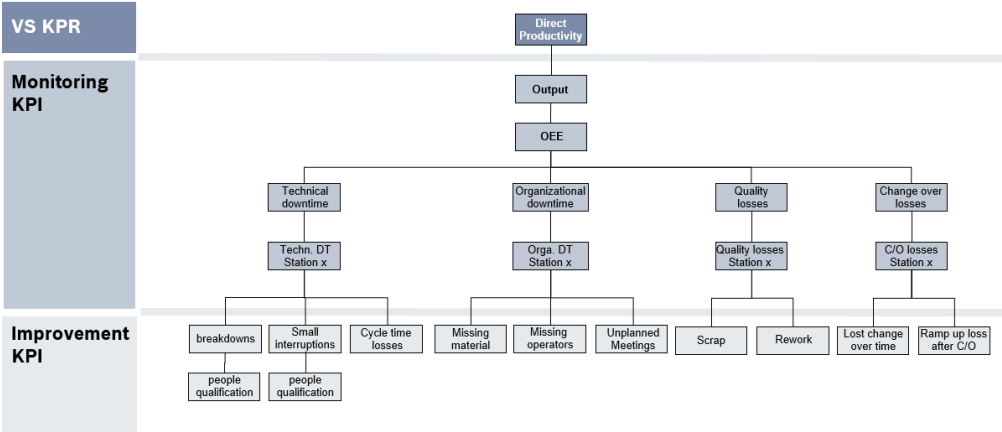 VS KPR
Direct
Productivity
Monitoring
KPI
Output
OEE
Technical
downtime
Organizational
downtime
Quality
losses
Change over
losses
Techn. DT
Station x
Orga. DT
Station x
Quality losses
Station x
C/O losses
Station x
Improvement
KPI
breakdowns
Small
interruptions
Cycle time
losses
Missing
material
Missing
operators
Unplanned
Meetings
Scrap
Rework
Lost change
over time
Ramp up loss
after C/O
people
qualification
people
qualification